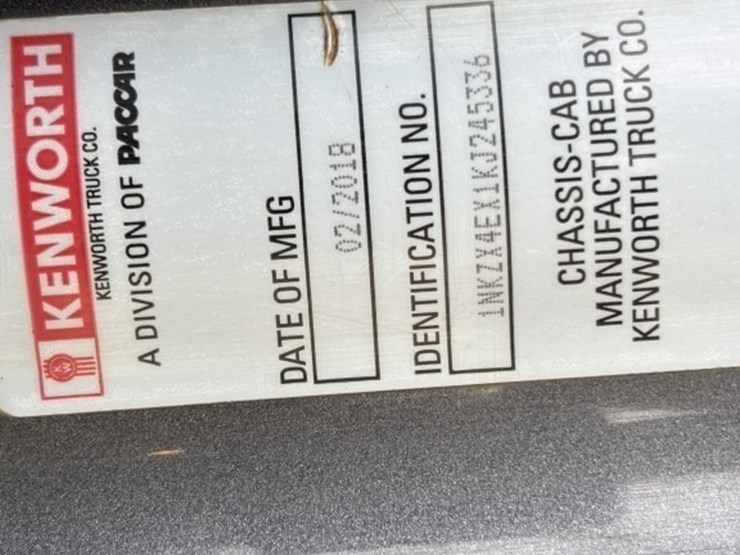 KENWORTH
KENWORTH TRUCK CO.
A DIVISION OF PACCAR
DATE OF MFG
02/2018
IDENTIFICATION NO.
1NKZX4EX1KJ245336
CHASSIS-CAB
MANUFACTURED BY
KENWORTH TRUCK CO.